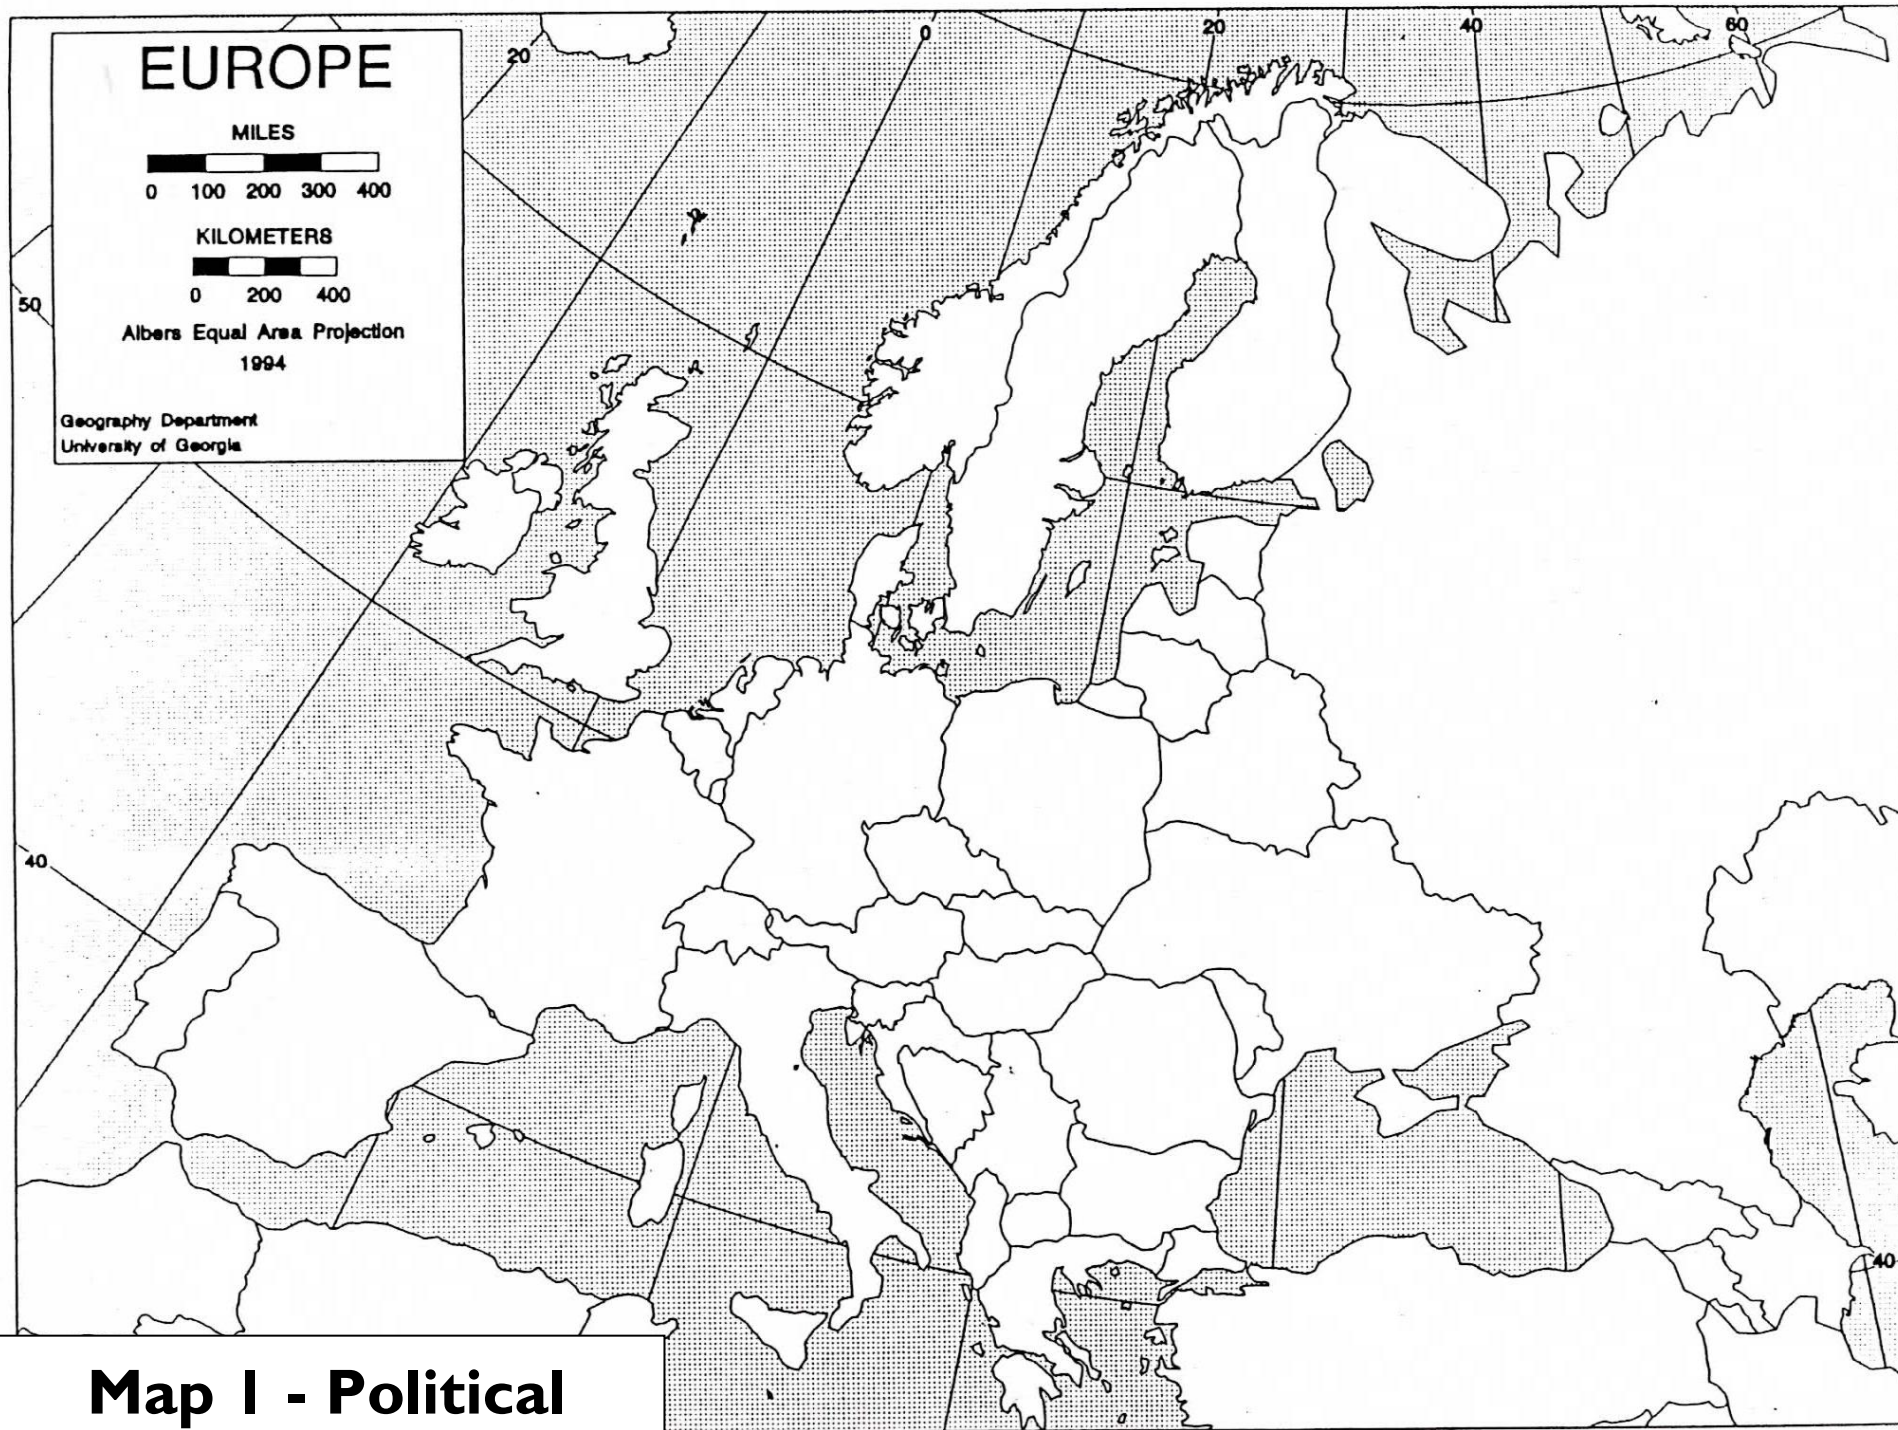 EUROPE
MILES
0 100 200 300 400
KILOMETERS
0 200 400
Albers Equal Area Projection
1994
Geography Department
University of Georgia
20
0
20
40
60
50
40
40
Map 1 - Political